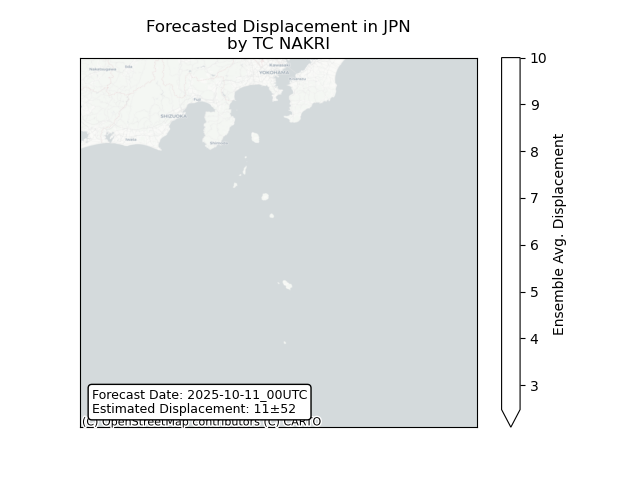 Forecasted Displacement in JPN
by TC NAKRI
YOKOHAMA
SHIZUOKA
10
9
8
7
6
5
4
3
Ensemble Avg. Displacement
Forecast Date: 2025-10-11_00UTC
Estimated Displacement: 11±52
(C) OpenStreetMap contributors (C) CARTO